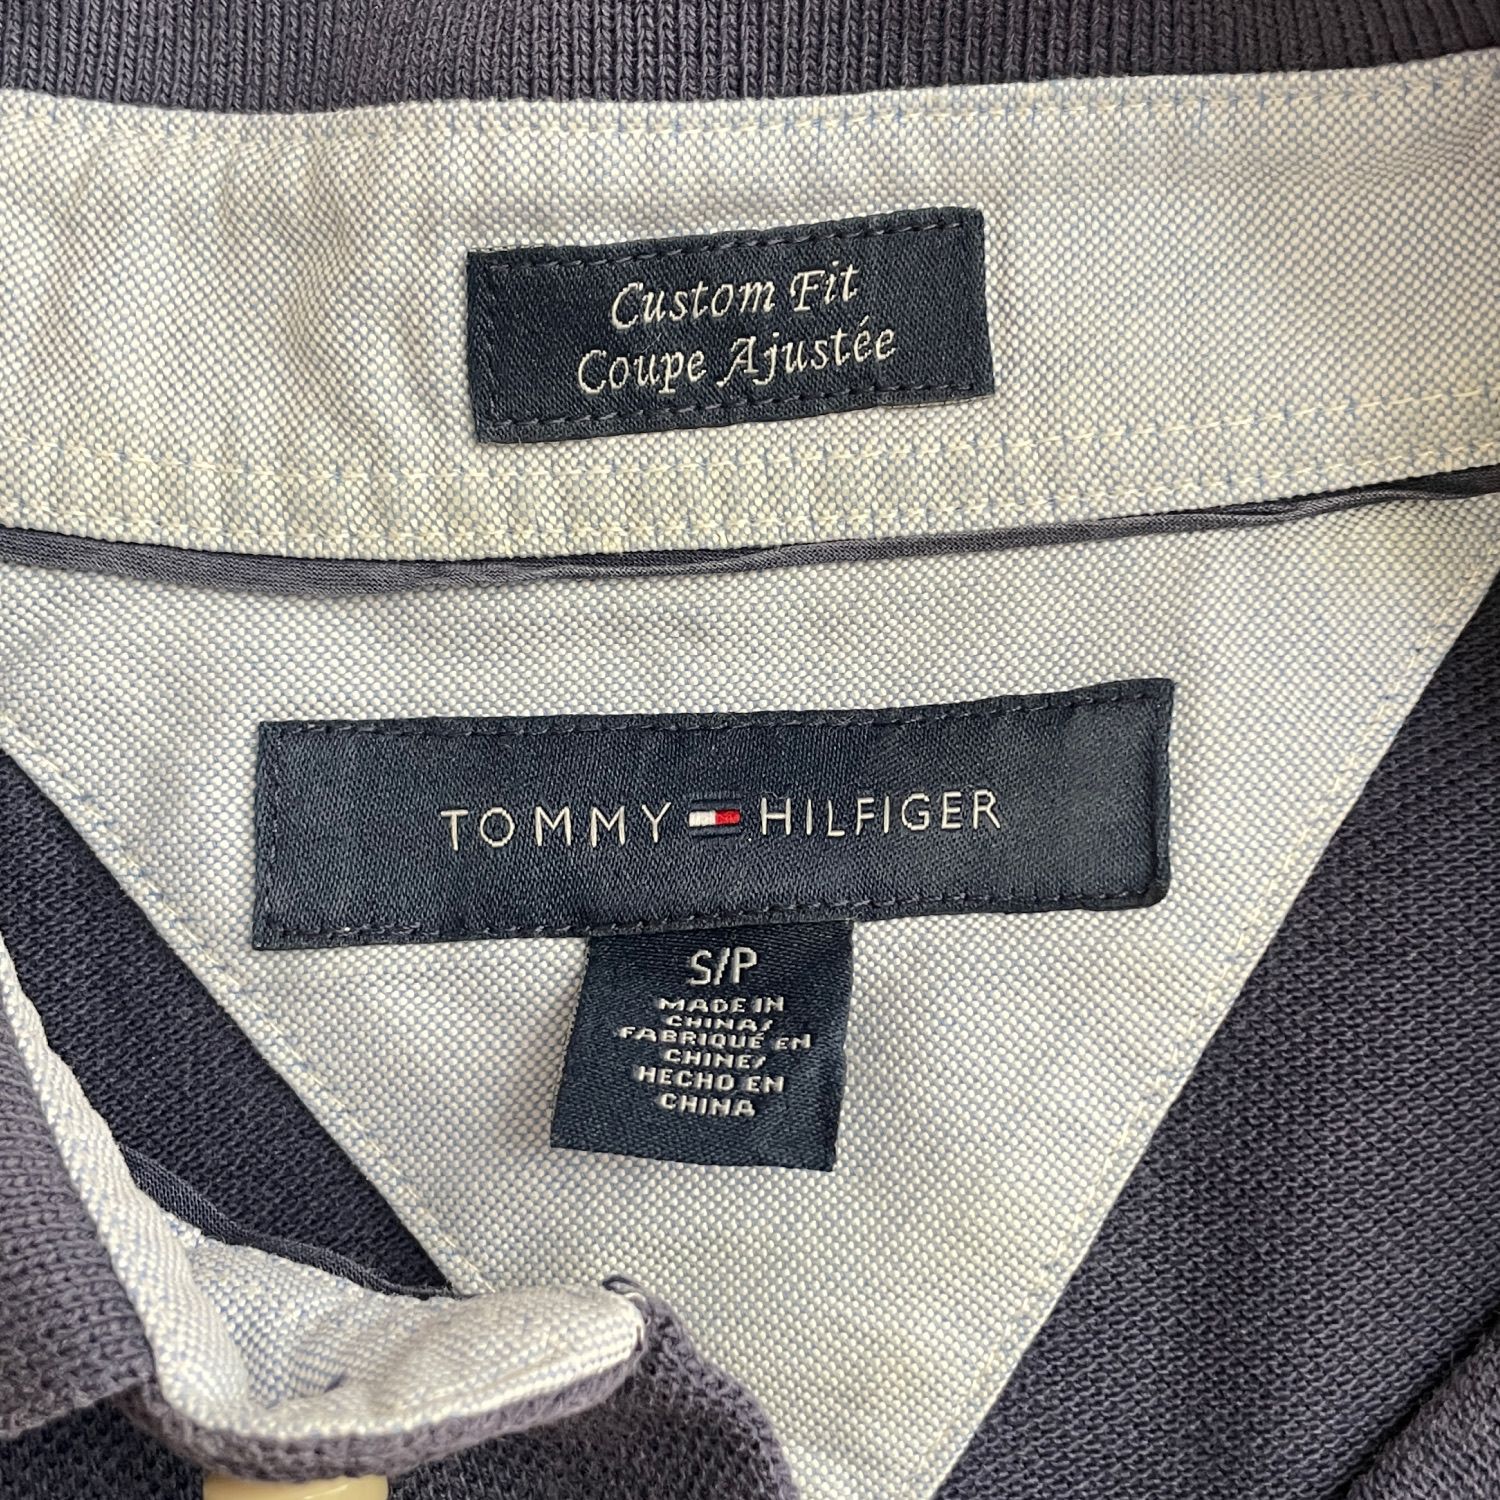 Custom Fit
Coupe Ajustée
TOMMY HILFIGER
S/P
MADE IN
CHINA/
FABRIQUÉ EN
CHINE/
HECHO EN
CHINA